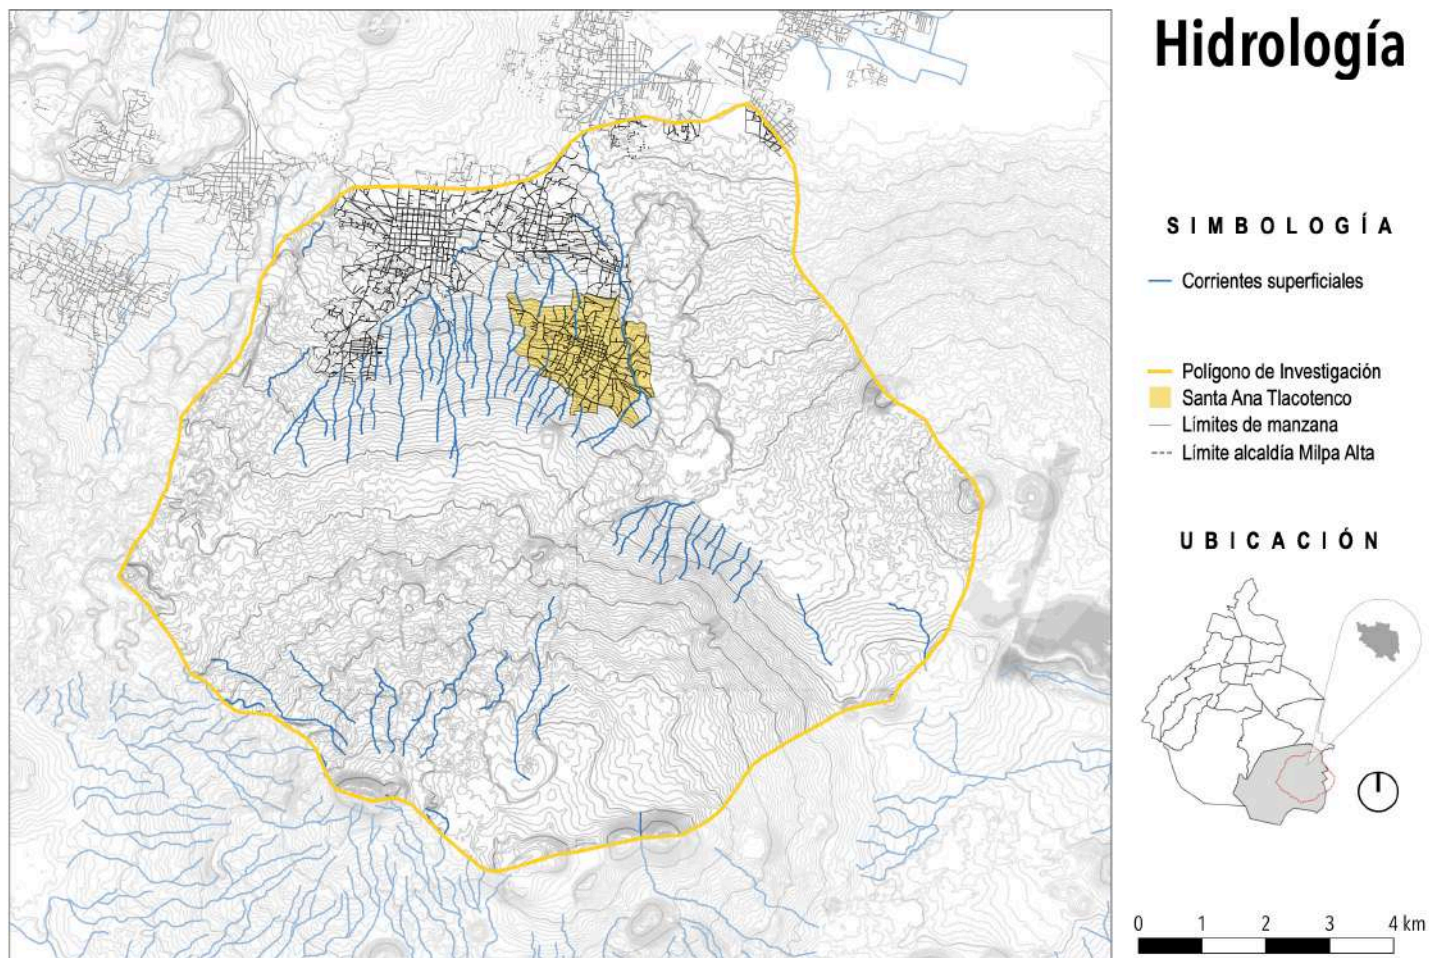 Hidrología
SIMBOLOGÍA
Corrientes superficiales
Polígono de Investigación
Santa Ana Tlacotenco
Límites de manzana
Límite alcaldía Milpa Alta
UBICACIÓN
0 1 2 3 4 km